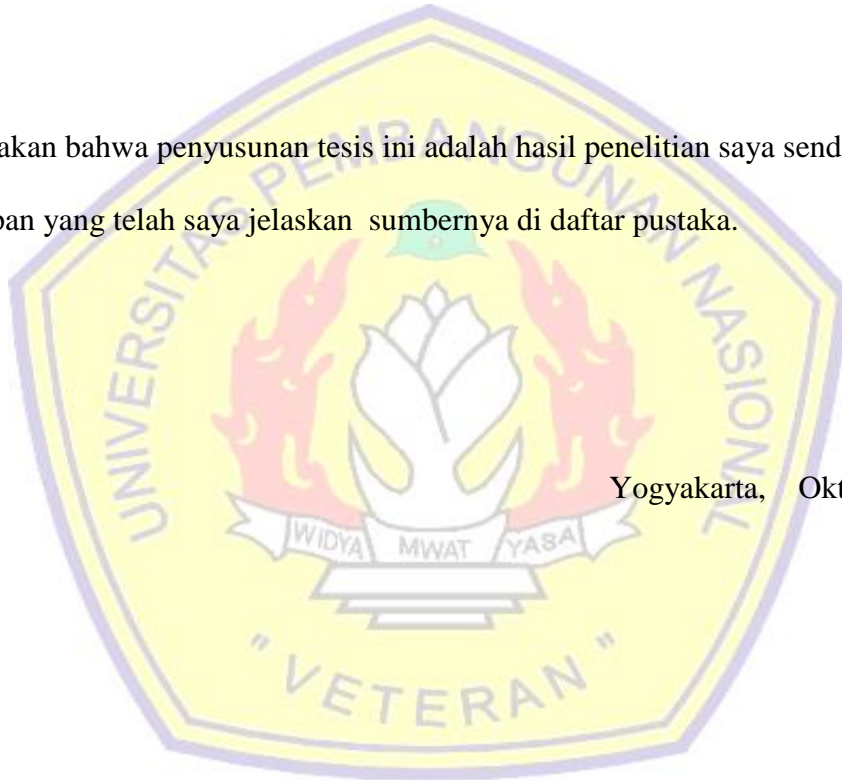 akan bahwa penyusunan tesis ini adalah hasil penelitian saya send
pan yang telah saya jelaskan sumbernya di daftar pustaka.
UNIVERSITAS PEMBANGUNAN NASIONAL
Yogyakarta, Okt
WIDYA MWAT YASA
" VETERAN "